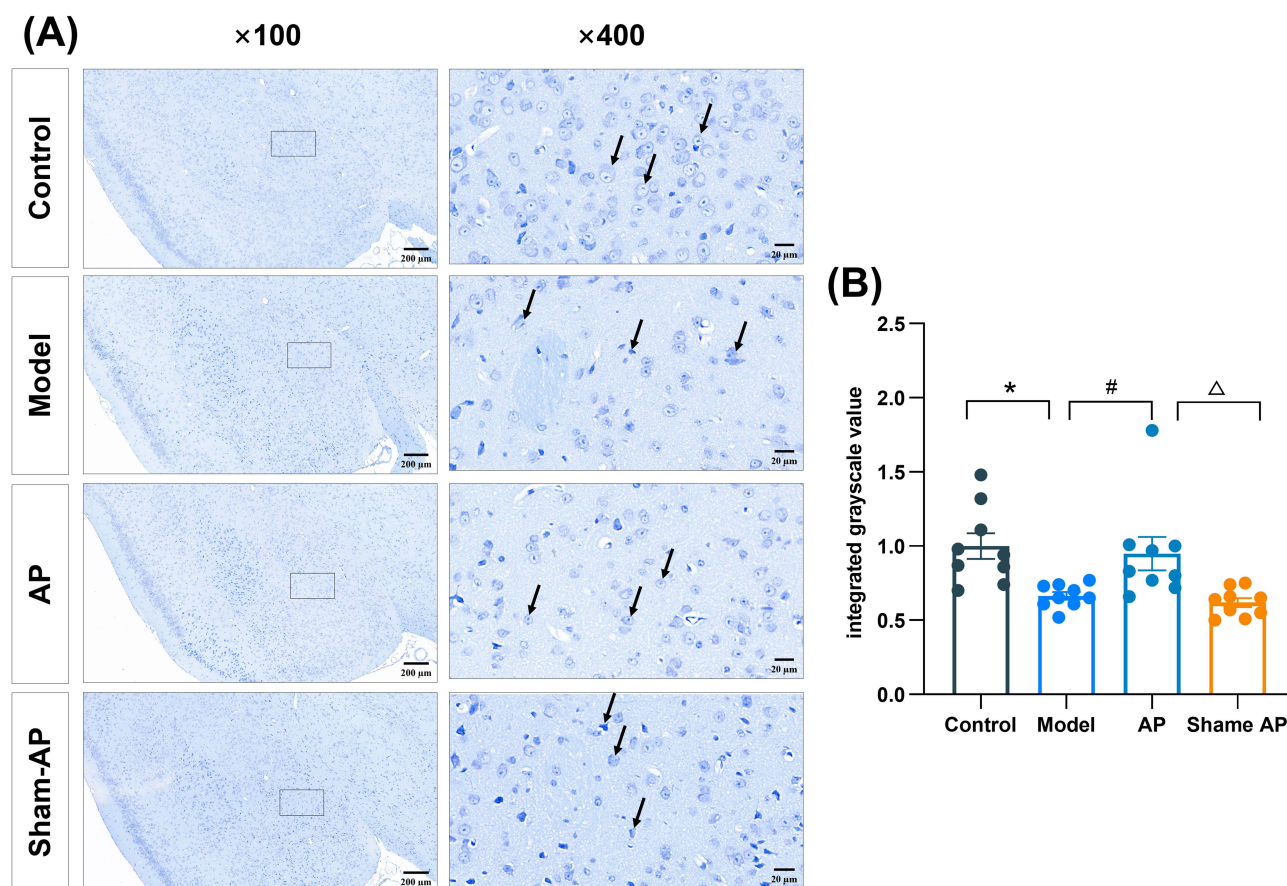 (A)
×100
×400
Control
200 μm
20 μm
Model
200 μm
20 μm
AP
200 μm
20 μm
Sham-AP
200 μm
20 μm
(B)
integrated grayscale value
2.5
2.0
1.5
1.0
0.5
0.0
*
#
△
Control
Model
AP
Shame AP